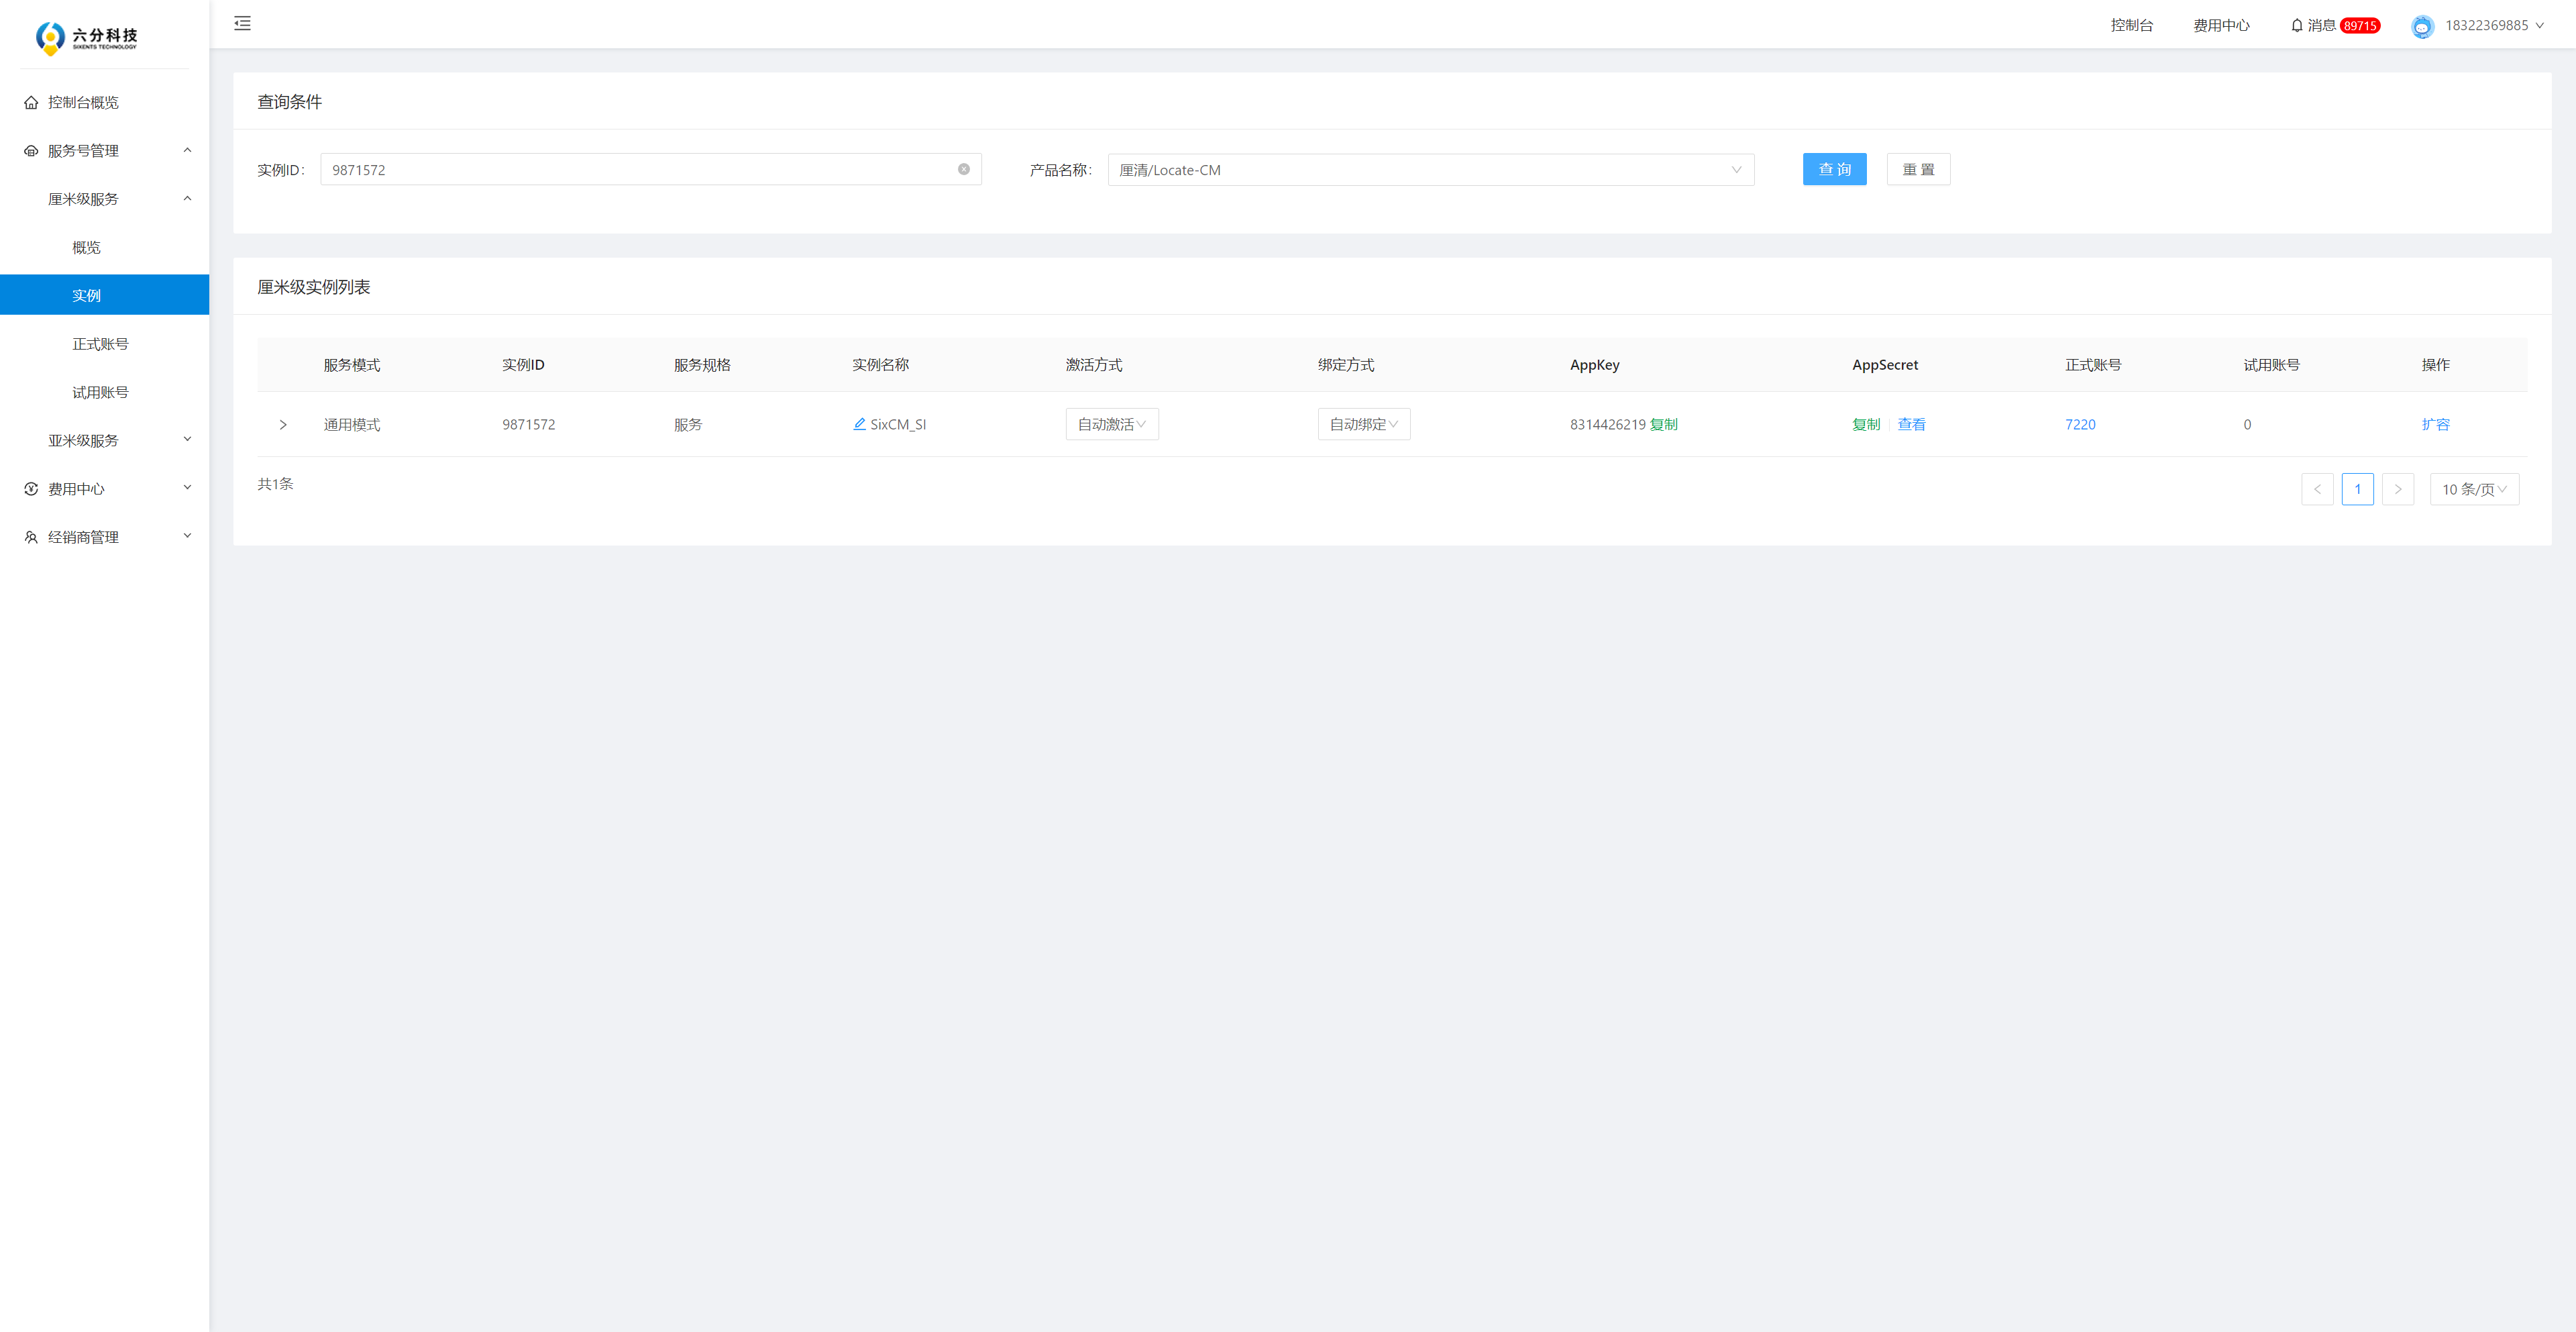 六分科技
SIXENTS TECHNOLOGY
控制台 费用中心 消息 89715 18322369885
控制台概览
服务号管理
厘米级服务
概览
实例
正式账号
试用账号
亚米级服务
费用中心
经销商管理
查询条件
实例ID： 9871572 产品名称： 厘清/Locate-CM 查 询 重 置
厘米级实例列表
服务模式 实例ID 服务规格 实例名称 激活方式 绑定方式 AppKey AppSecret 正式账号 试用账号 操作
通用模式 9871572 服务 SixCM_SI 自动激活 自动绑定 8314426219 复制 复制 查看 7220 0 扩容
共1条 1 10 条/页